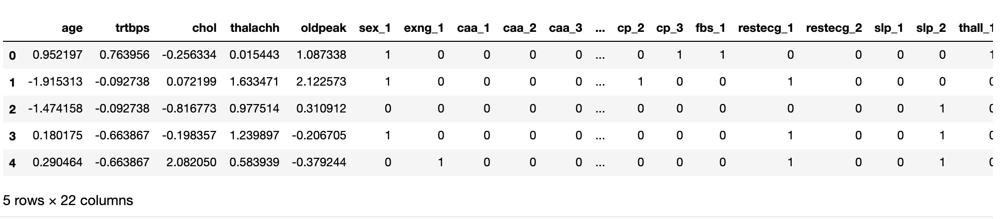 age trtbps chol thalachh oldpeak sex_1 exng_1 caa_1 caa_2 caa_3 ... cp_2 cp_3 fbs_1 restecg_1 restecg_2 slp_1 slp_2 thall_1
0 0.952197 0.763956 -0.256334 0.015443 1.087338 1 0 0 0 0 ... 0 1 1 0 0 0 0 1
1 -1.915313 -0.092738 0.072199 1.633471 2.122573 1 0 0 0 0 ... 1 0 0 1 0 0 0 0
2 -1.474158 -0.092738 -0.816773 0.977514 0.310912 0 0 0 0 0 ... 0 0 0 0 0 0 1 0
3 0.180175 -0.663867 -0.198357 1.239897 -0.206705 1 0 0 0 0 ... 0 0 0 1 0 0 1 0
4 0.290464 -0.663867 2.082050 0.583939 -0.379244 0 1 0 0 0 ... 0 0 0 1 0 0 1 0
5 rows × 22 columns